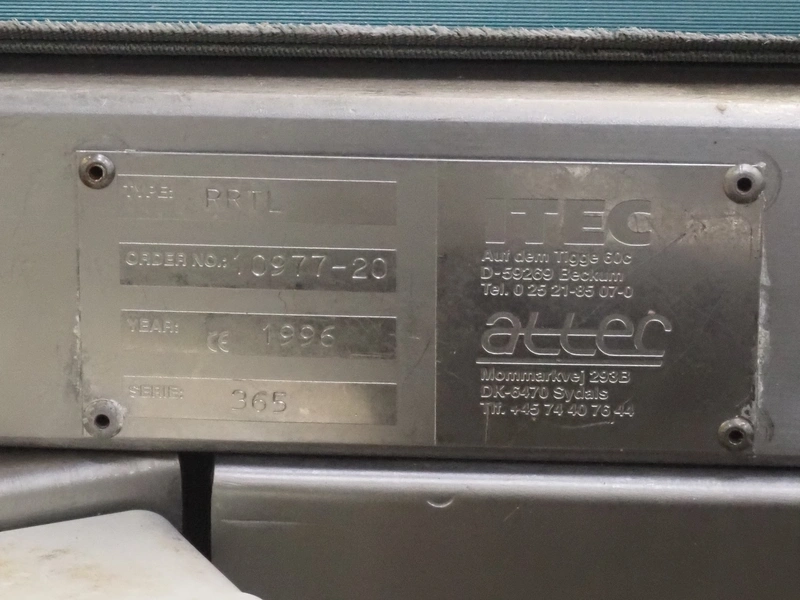 TYPE: PRTL
ORDER NO.: 10977-20
YEAR: CE 1996
SERIE: 365
ITEC
Auf dem Tigge 60c
D-59269 Beckum
Tel. 0 25 21-85 07-0
attec
Mommarkvej 293B
DK-6470 Sydals
Tlf. +45 74 40 76 44